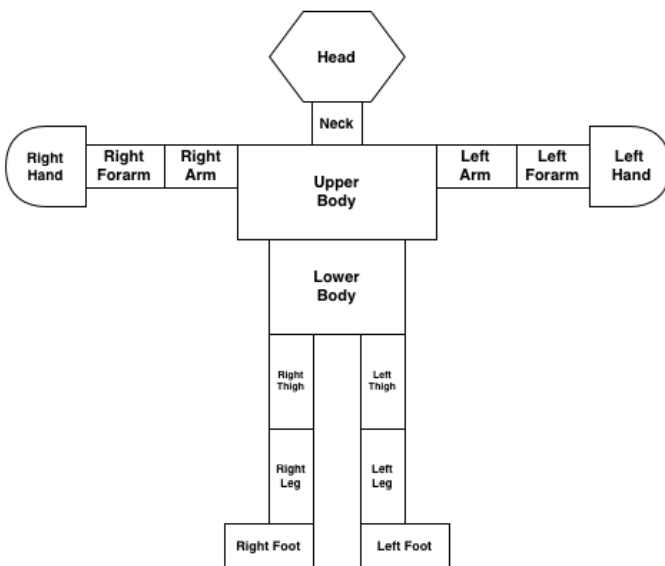 Head
Neck
Right
Hand
Right
Forarm
Right
Arm
Upper
Body
Left
Arm
Left
Forarm
Left
Hand
Lower
Body
Right
Thigh
Left
Thigh
Right
Leg
Left
Leg
Right Foot
Left Foot